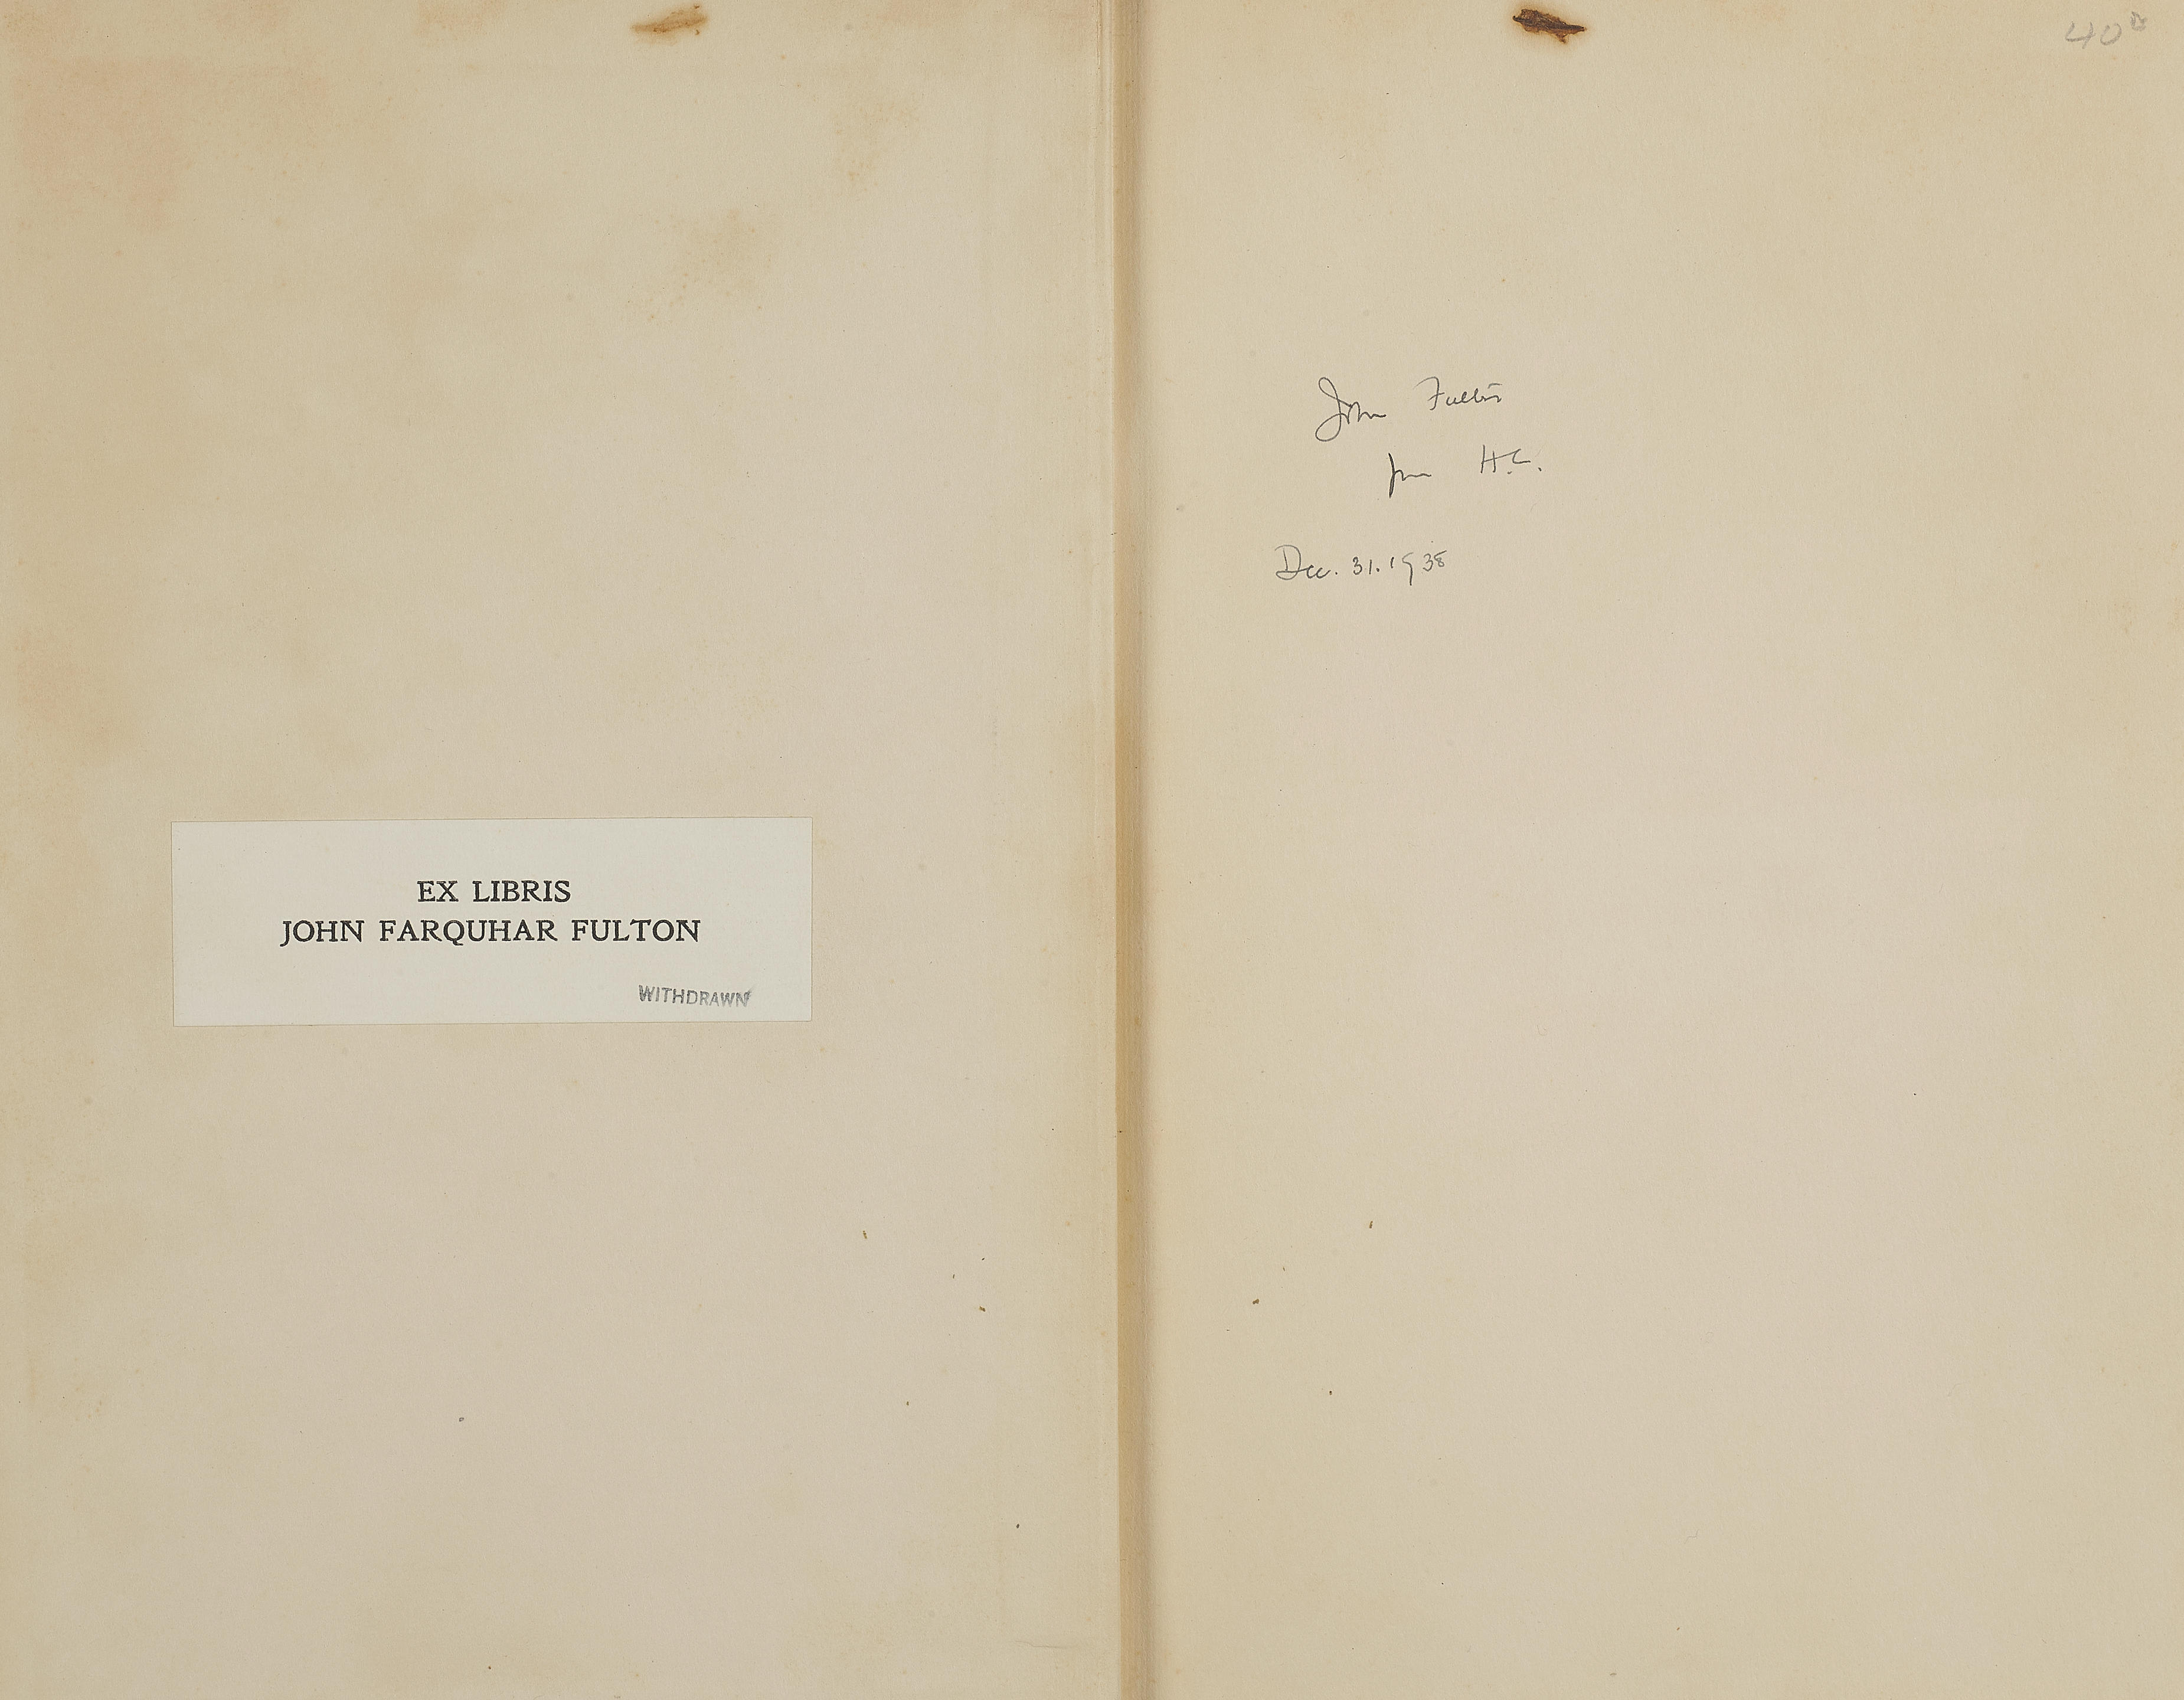 EX LIBRIS
JOHN FARQUHAR FULTON
WITHDRAWN
John Fulton
from H.C.
Dec. 31. 1938
40